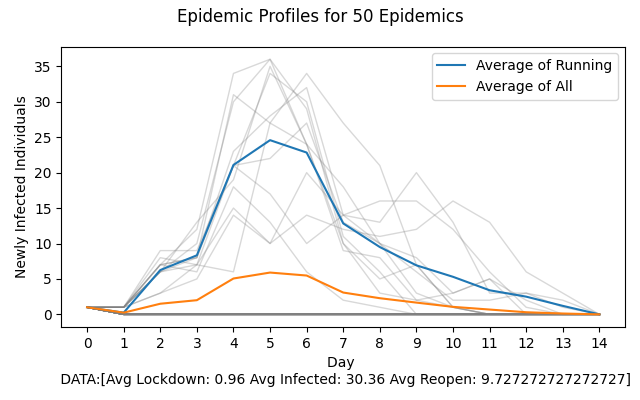 Epidemic Profiles for 50 Epidemics
Average of Running
Average of All
Newly Infected Individuals
35
30
25
20
15
10
5
0
0 1 2 3 4 5 6 7 8 9 10 11 12 13 14
Day
DATA:[Avg Lockdown: 0.96 Avg Infected: 30.36 Avg Reopen: 9.727272727272727]